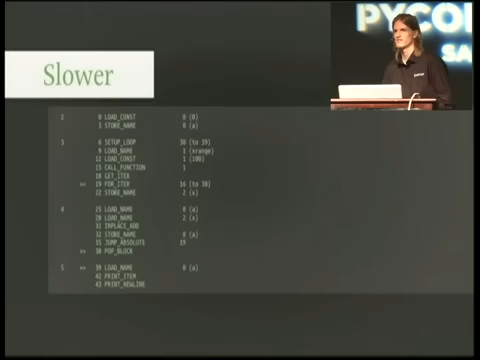 PYCO
SA
Slower
2 0 LOAD_CONST 0 (0)
3 STORE_NAME 0 (a)
3 6 SETUP_LOOP 30 (to 39)
9 LOAD_NAME 1 (xrange)
12 LOAD_CONST 1 (100)
15 CALL_FUNCTION 1
18 GET_ITER
>> 19 FOR_ITER 16 (to 38)
22 STORE_NAME 2 (x)
4 25 LOAD_NAME 0 (a)
28 LOAD_NAME 2 (x)
31 INPLACE_ADD
32 STORE_NAME 0 (a)
35 JUMP_ABSOLUTE 19
>> 38 POP_BLOCK
5 >> 39 LOAD_NAME 0 (a)
42 PRINT_ITEM
43 PRINT_NEWLINE